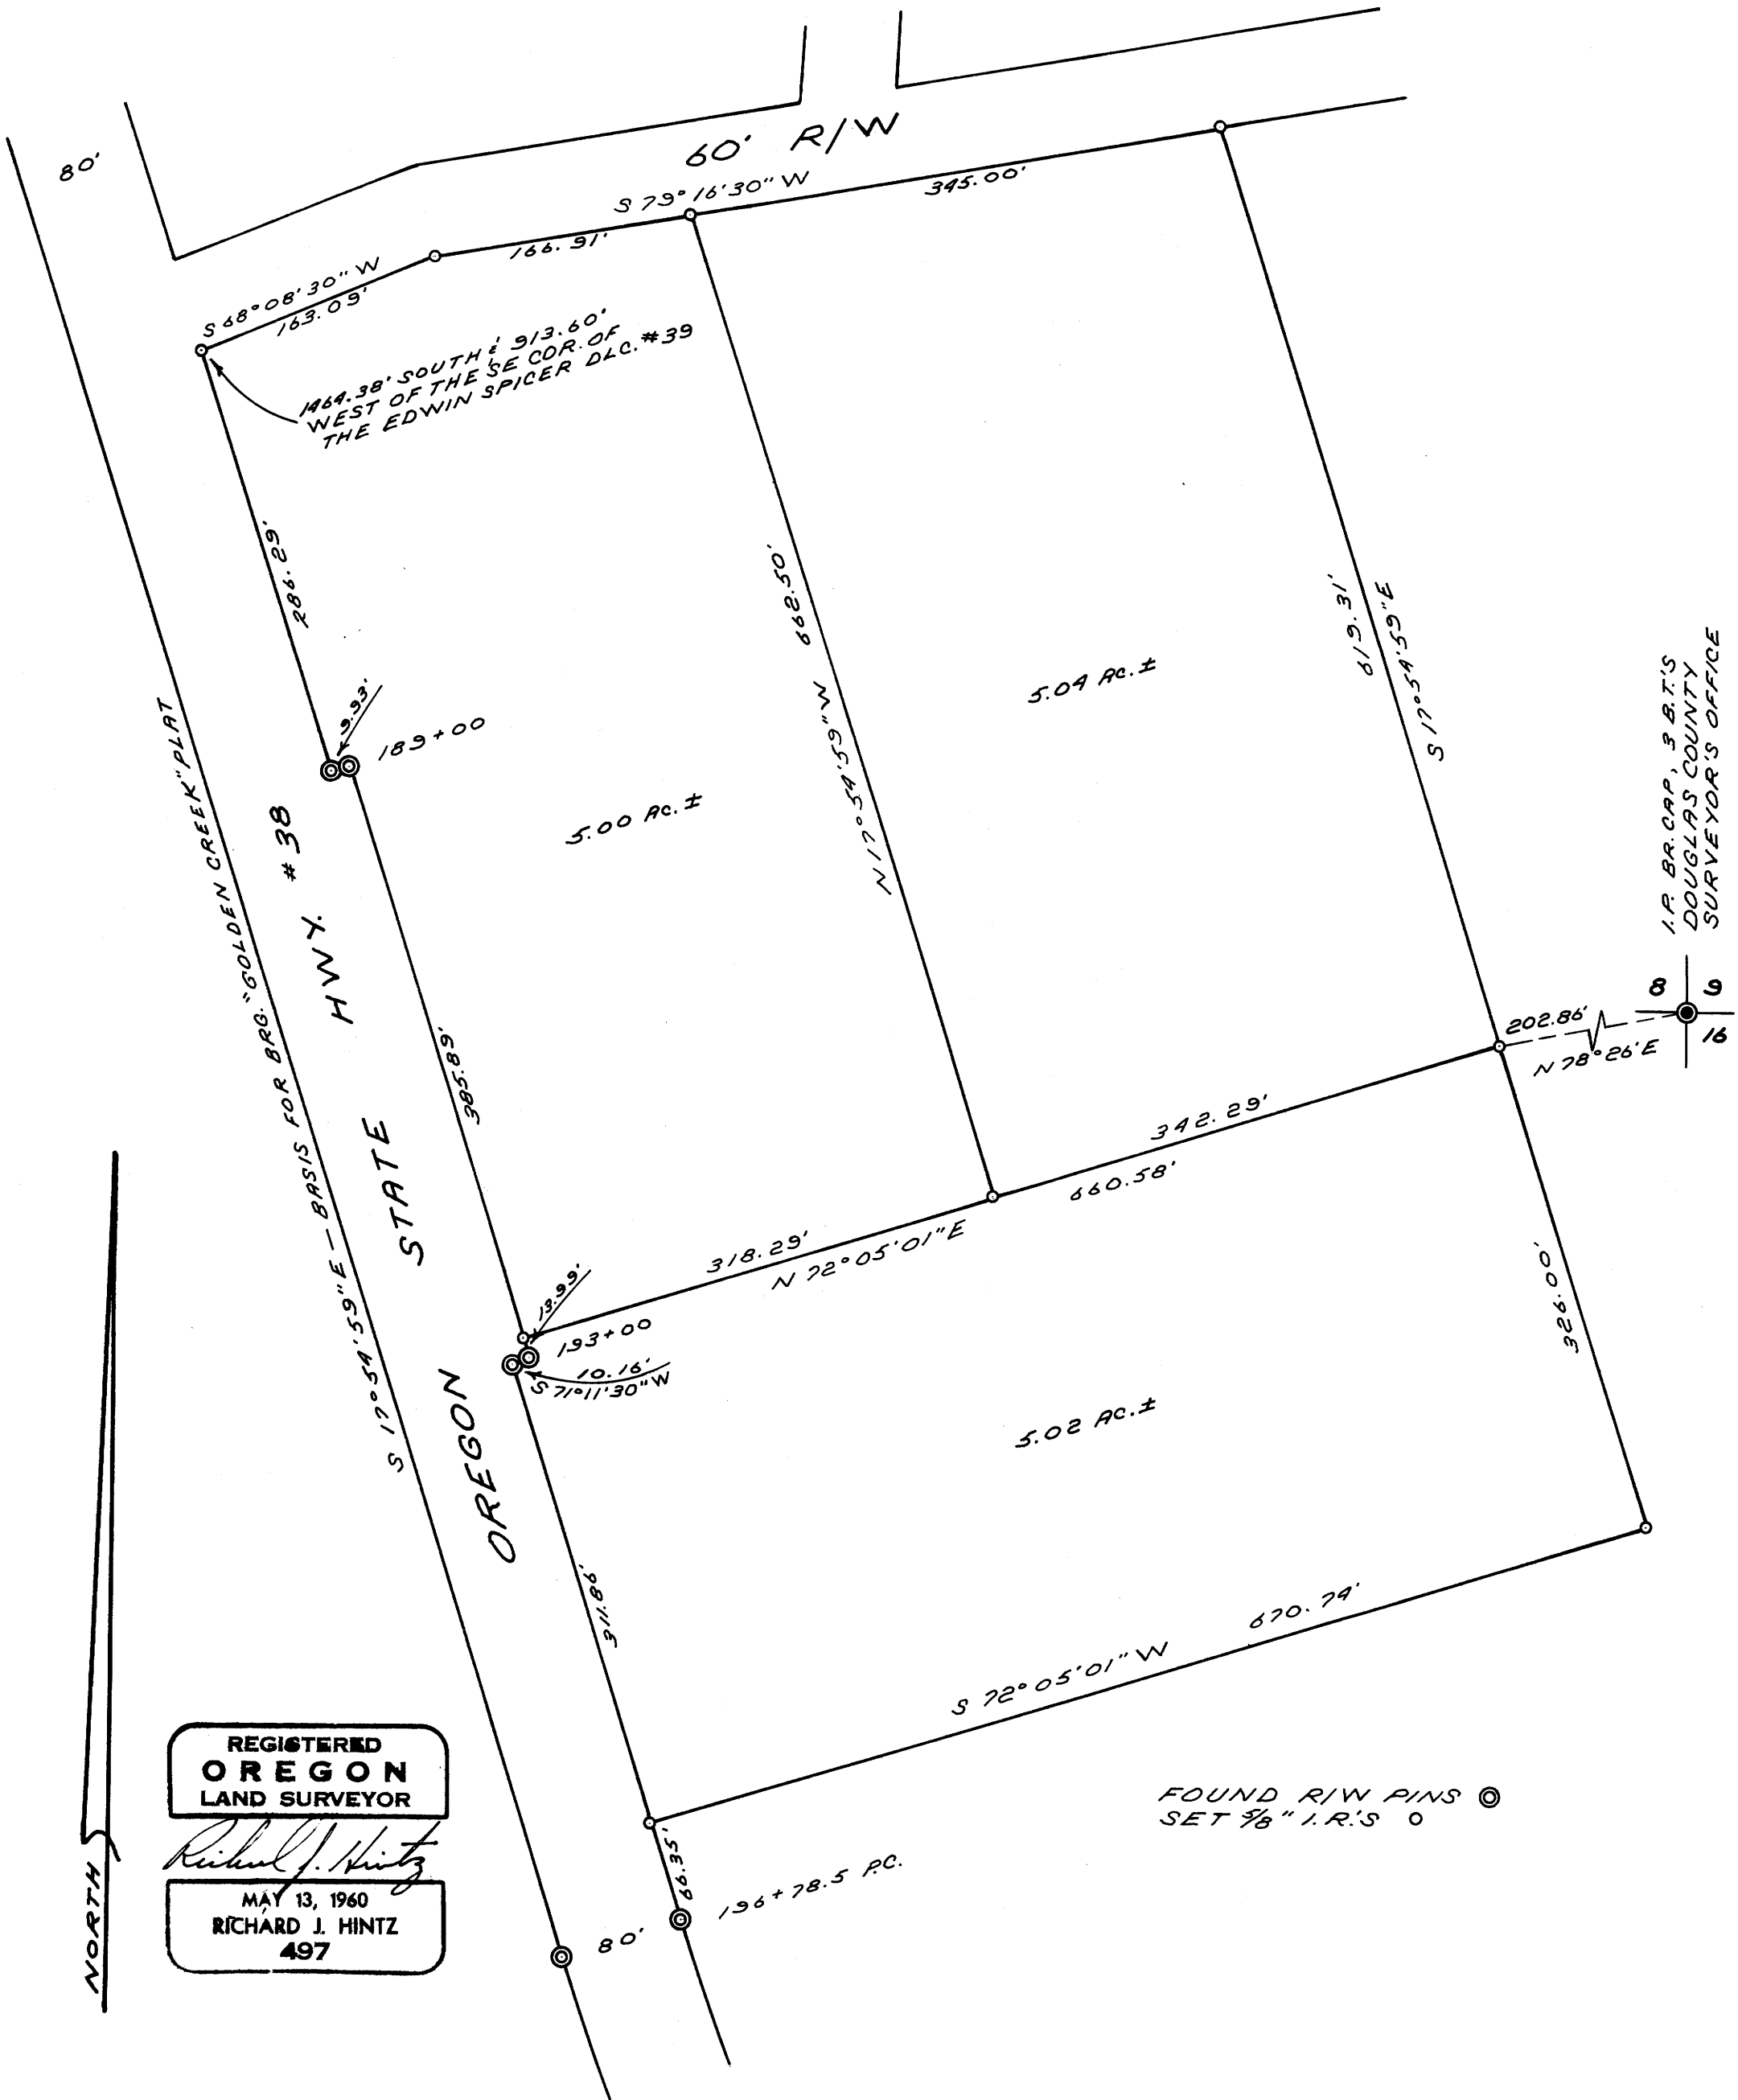 80'
60' R/W
S 79° 16' 30" W
345.00'
166.91'
S 68° 08' 30" W
163.09'
1464.38' SOUTH & 913.60'
WEST OF THE SE COR. OF
THE EDWIN SPICER DLC. #39
286.29'
9.93'
189+00
662.50'
N 17° 54' 59" W
619.31'
S 17° 54' 59" E
5.04 AC. ±
5.00 AC. ±
I.P. BR. CAP, 3 B.T.'S
DOUGLAS COUNTY
SURVEYOR'S OFFICE
8 9
16
202.86'
N 78° 26' E
S 17° 54' 59" E — BASIS FOR BRG. "GOLDEN CREEK" PLAT
OREGON STATE HWY. #38
385.89'
342.29'
660.58'
318.29'
N 72° 05' 01" E
13.99'
193+00
10.16'
S 71° 11' 30" W
326.00'
5.02 AC. ±
311.86'
670.74'
S 72° 05' 01" W
66.35'
196+78.5 P.C.
80'
FOUND R/W PINS
SET 5/8" I.R.'S
NORTH
REGISTERED
OREGON
LAND SURVEYOR
Richard J. Hintz
MAY 13, 1960
RICHARD J. HINTZ
497